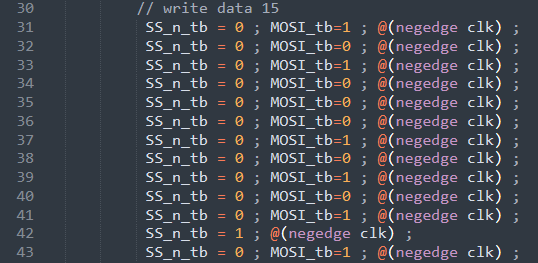 30 // write data 15
31 SS_n_tb = 0 ; MOSI_tb=1 ; @(negedge clk) ;
32 SS_n_tb = 0 ; MOSI_tb=0 ; @(negedge clk) ;
33 SS_n_tb = 0 ; MOSI_tb=1 ; @(negedge clk) ;
34 SS_n_tb = 0 ; MOSI_tb=0 ; @(negedge clk) ;
35 SS_n_tb = 0 ; MOSI_tb=0 ; @(negedge clk) ;
36 SS_n_tb = 0 ; MOSI_tb=0 ; @(negedge clk) ;
37 SS_n_tb = 0 ; MOSI_tb=1 ; @(negedge clk) ;
38 SS_n_tb = 0 ; MOSI_tb=0 ; @(negedge clk) ;
39 SS_n_tb = 0 ; MOSI_tb=1 ; @(negedge clk) ;
40 SS_n_tb = 0 ; MOSI_tb=0 ; @(negedge clk) ;
41 SS_n_tb = 0 ; MOSI_tb=1 ; @(negedge clk) ;
42 SS_n_tb = 1 ; @(negedge clk) ;
43 SS_n_tb = 0 ; MOSI_tb=1 ; @(negedge clk) ;